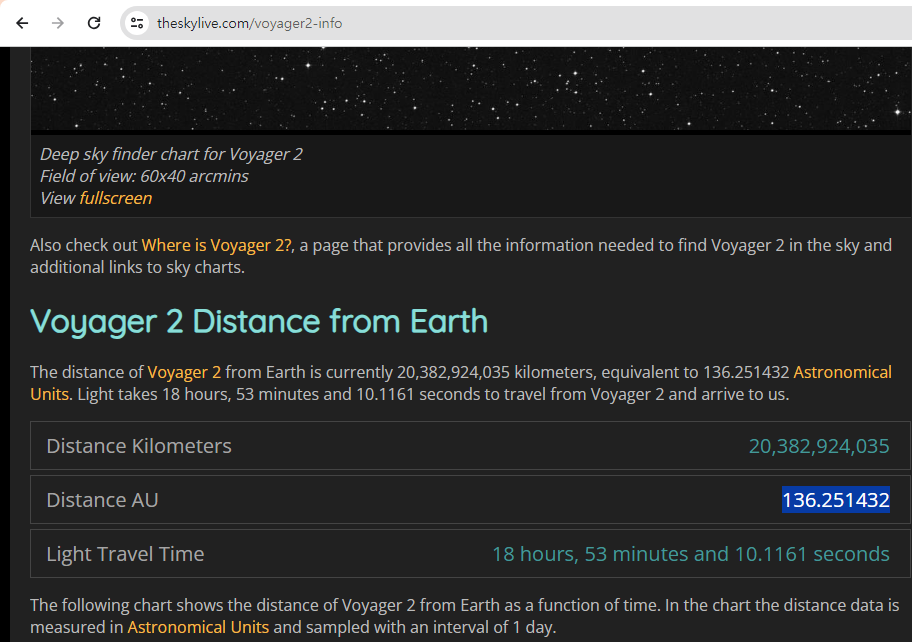 theskylive.com/voyager2-info
Deep sky finder chart for Voyager 2
Field of view: 60x40 arcmins
View fullscreen
Also check out Where is Voyager 2?, a page that provides all the information needed to find Voyager 2 in the sky and
additional links to sky charts.
Voyager 2 Distance from Earth
The distance of Voyager 2 from Earth is currently 20,382,924,035 kilometers, equivalent to 136.251432 Astronomical
Units. Light takes 18 hours, 53 minutes and 10.1161 seconds to travel from Voyager 2 and arrive to us.
Distance Kilometers 20,382,924,035
Distance AU 136.251432
Light Travel Time 18 hours, 53 minutes and 10.1161 seconds
The following chart shows the distance of Voyager 2 from Earth as a function of time. In the chart the distance data is
measured in Astronomical Units and sampled with an interval of 1 day.